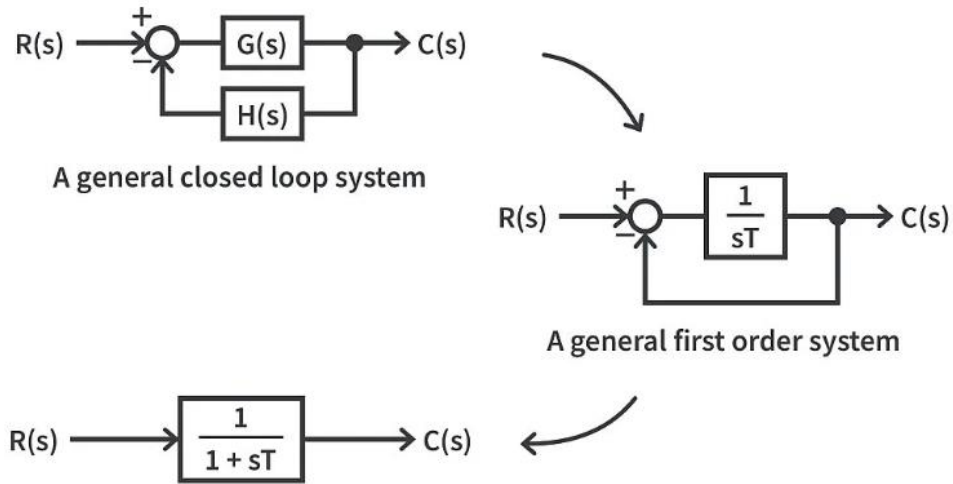 +
R(s)
G(s)
C(s)
−
H(s)
A general closed loop system
+
R(s)
1
sT
C(s)
−
A general first order system
R(s)
1
1 + sT
C(s)